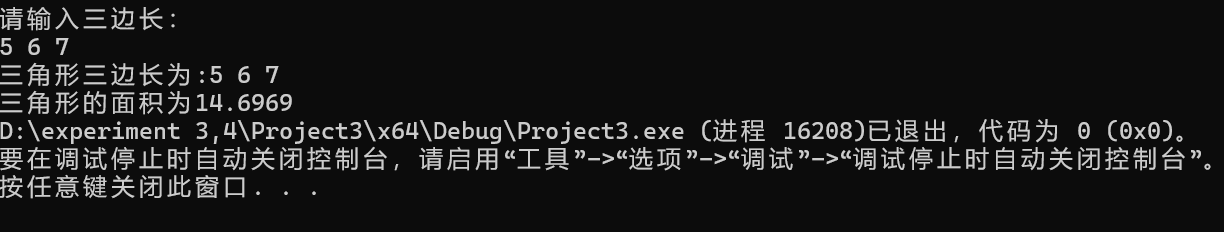 请输入三边长:
5 6 7
三角形三边长为:5 6 7
三角形的面积为14.6969
D:\experiment 3,4\Project3\x64\Debug\Project3.exe (进程 16208)已退出，代码为 0 (0x0)。
要在调试停止时自动关闭控制台，请启用“工具”->“选项”->“调试”->“调试停止时自动关闭控制台”。
按任意键关闭此窗口. . .